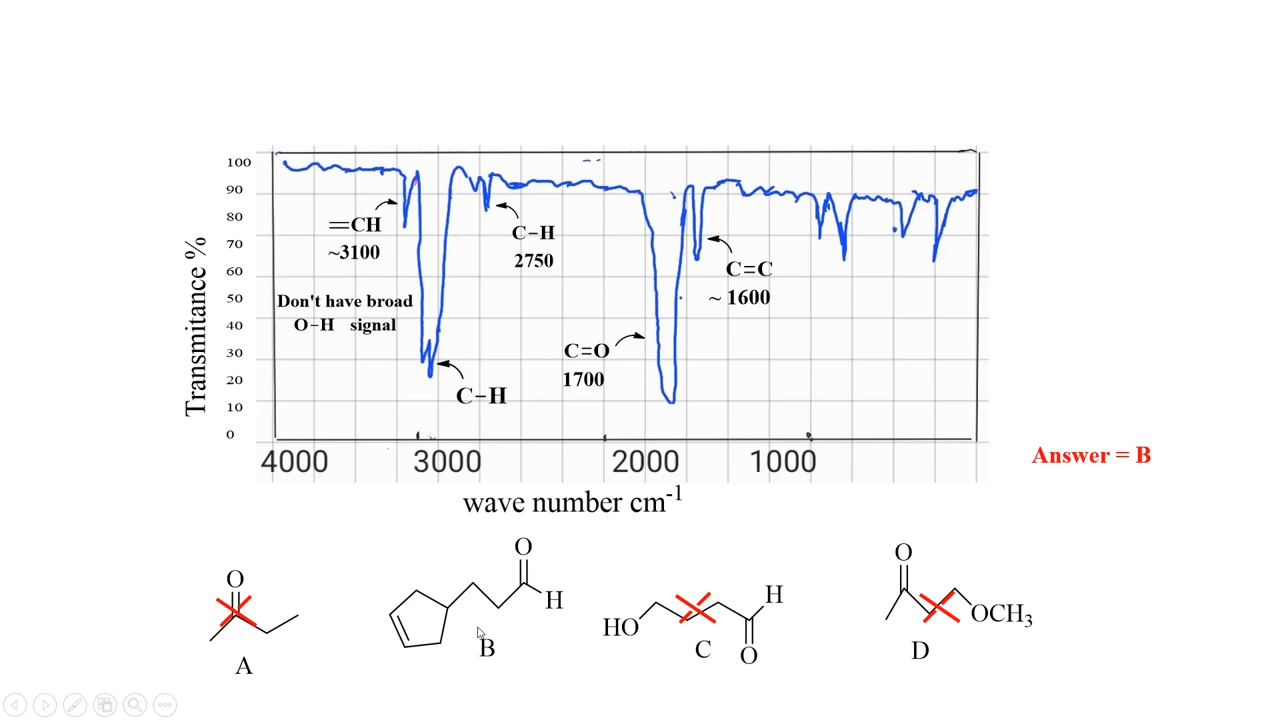 100
90
80
70
60
50
40
30
20
10
0
Transmitance %
=CH
~3100
Don't have broad
O-H signal
C-H
2750
C=C
~ 1600
C=O
1700
C-H
4000 3000 2000 1000
wave number cm-1
Answer = B
O
A
O
H
B
HO
H
O
C
O
OCH3
D